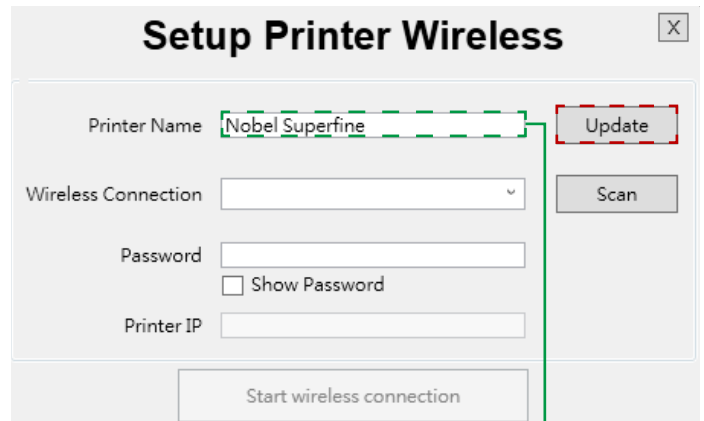 Setup Printer Wireless
X
Printer Name Nobel Superfine Update
Wireless Connection Scan
Password
Show Password
Printer IP
Start wireless connection